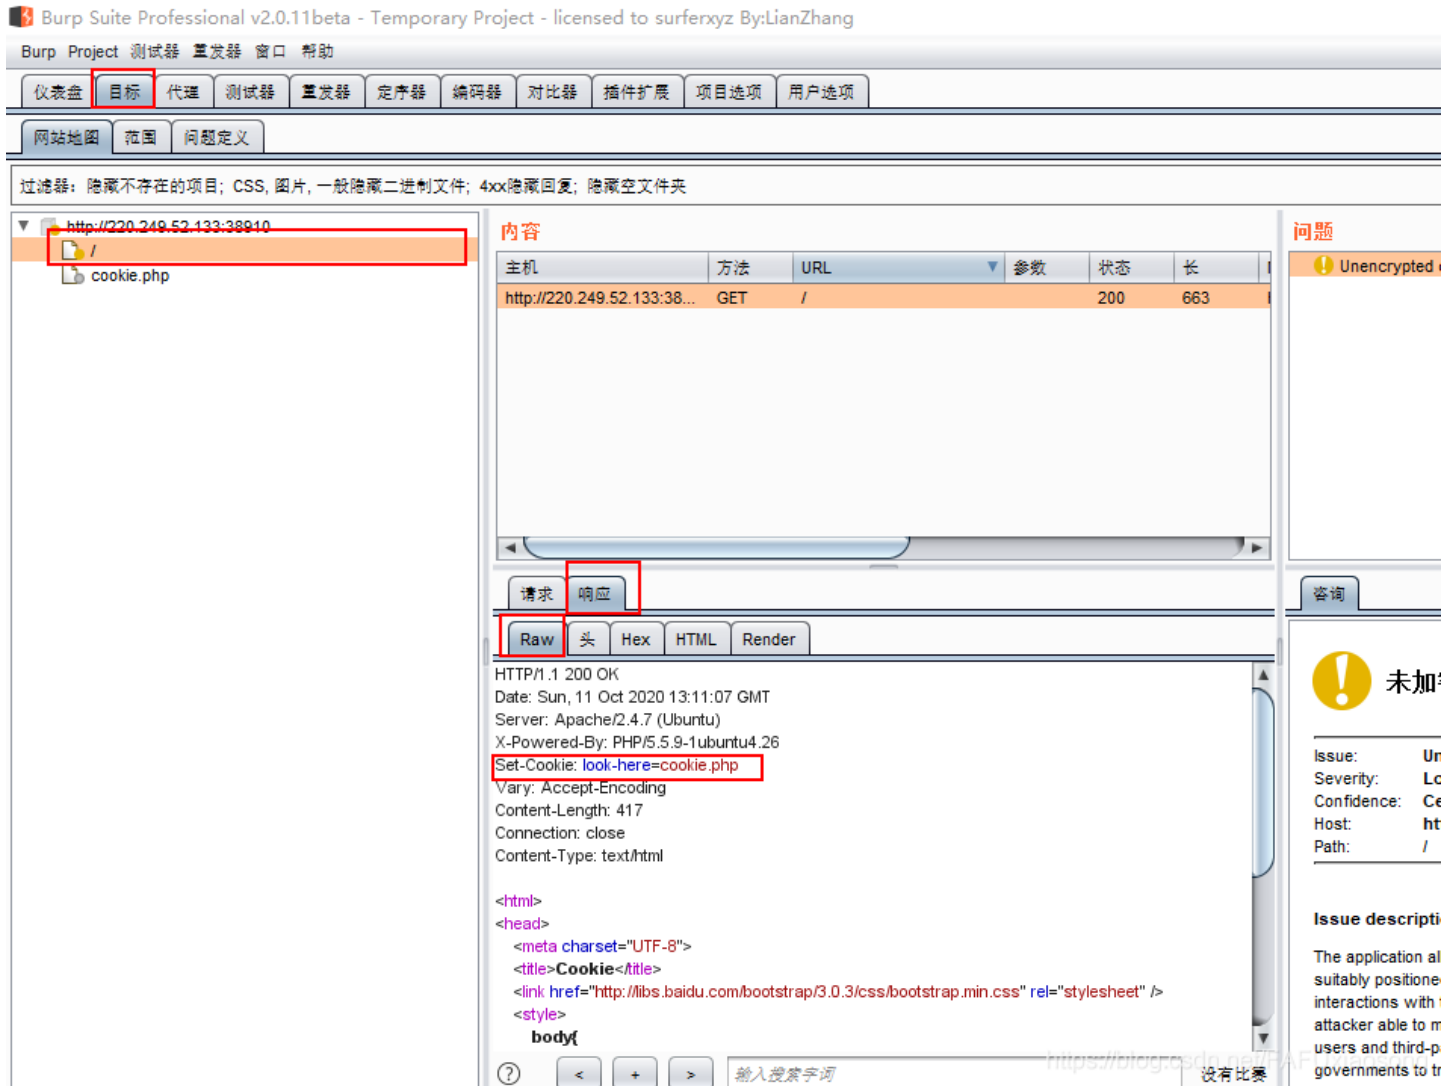 Burp Suite Professional v2.0.11beta - Temporary Project - licensed to surferxyz By:LianZhang
Burp Project 测试器 重发器 窗口 帮助
仪表盘 目标 代理 测试器 重发器 定序器 编码器 对比器 插件扩展 项目选项 用户选项
网站地图 范围 问题定义
过滤器：隐藏不存在的项目; CSS, 图片, 一般隐藏二进制文件; 4xx隐藏回复; 隐藏空文件夹
http://220.249.52.133:38910
/
cookie.php
内容
主机 方法 URL 参数 状态 长
http://220.249.52.133:38... GET / 200 663
问题
Unencrypted
请求 响应
Raw 头 Hex HTML Render
HTTP/1.1 200 OK
Date: Sun, 11 Oct 2020 13:11:07 GMT
Server: Apache/2.4.7 (Ubuntu)
X-Powered-By: PHP/5.5.9-1ubuntu4.26
Set-Cookie: look-here=cookie.php
Vary: Accept-Encoding
Content-Length: 417
Connection: close
Content-Type: text/html
<html>
<head>
<meta charset="UTF-8">
<title>Cookie</title>
<link href="http://libs.baidu.com/bootstrap/3.0.3/css/bootstrap.min.css" rel="stylesheet" />
<style>
body{
? < + > 输入搜索字词 没有比赛
咨询
未加
Issue: Un
Severity: Lo
Confidence: Ce
Host: ht
Path: /
Issue descripti
The application al
suitably positione
interactions with
attacker able to m
users and third-p
governments to tr